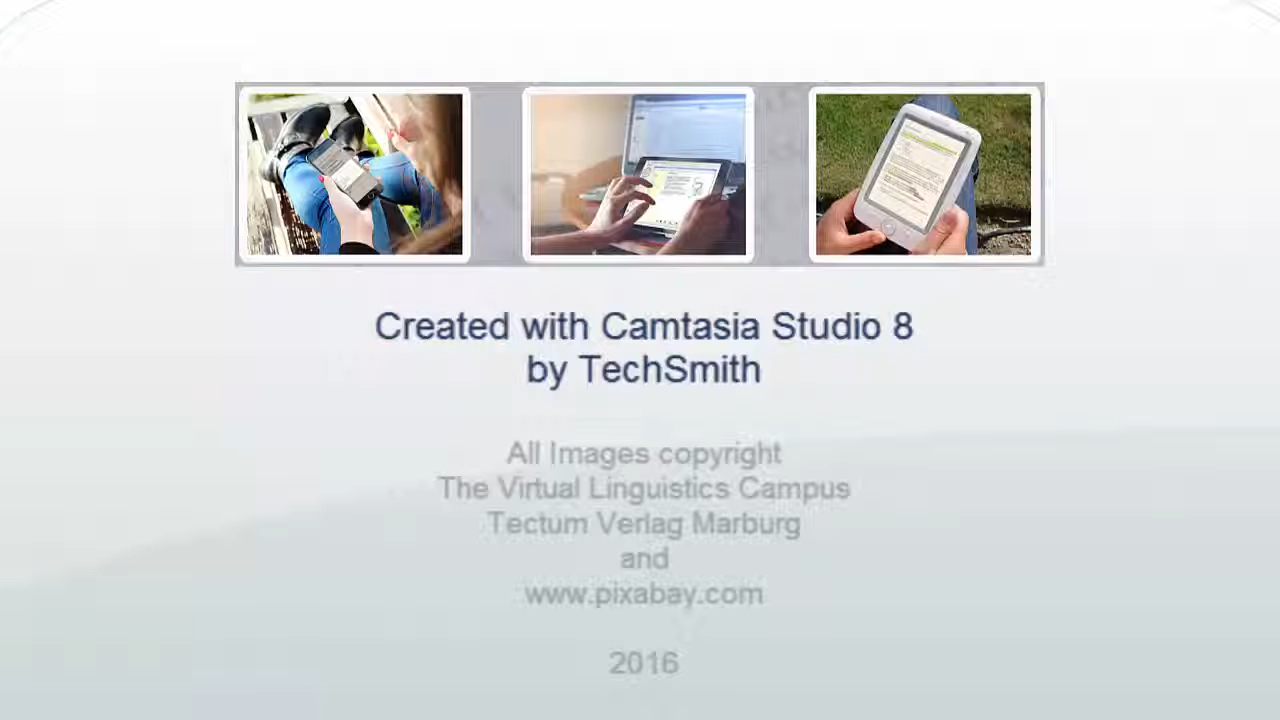 Created with Camtasia Studio 8
by TechSmith
All Images copyright
The Virtual Linguistics Campus
Tectum Verlag Marburg
and
www.pixabay.com
2016